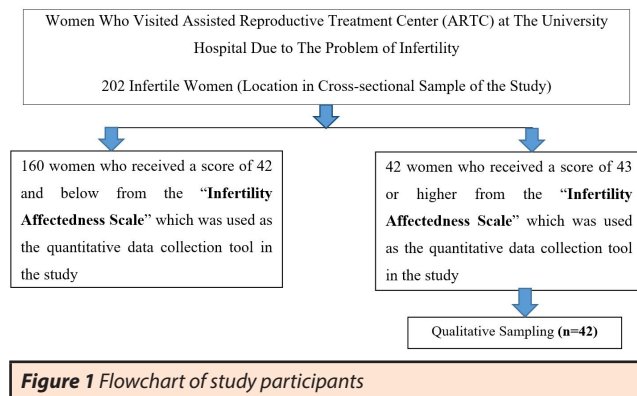 Women Who Visited Assisted Reproductive Treatment Center (ARTC) at The University
Hospital Due to The Problem of Infertility
202 Infertile Women (Location in Cross-sectional Sample of the Study)
160 women who received a score of 42
and below from the “Infertility
Affectedness Scale” which was used as
the quantitative data collection tool in
the study
42 women who received a score of 43
or higher from the “Infertility
Affectedness Scale” which was used
as the quantitative data collection tool
in the study
Qualitative Sampling (n=42)
Figure 1 Flowchart of study participants